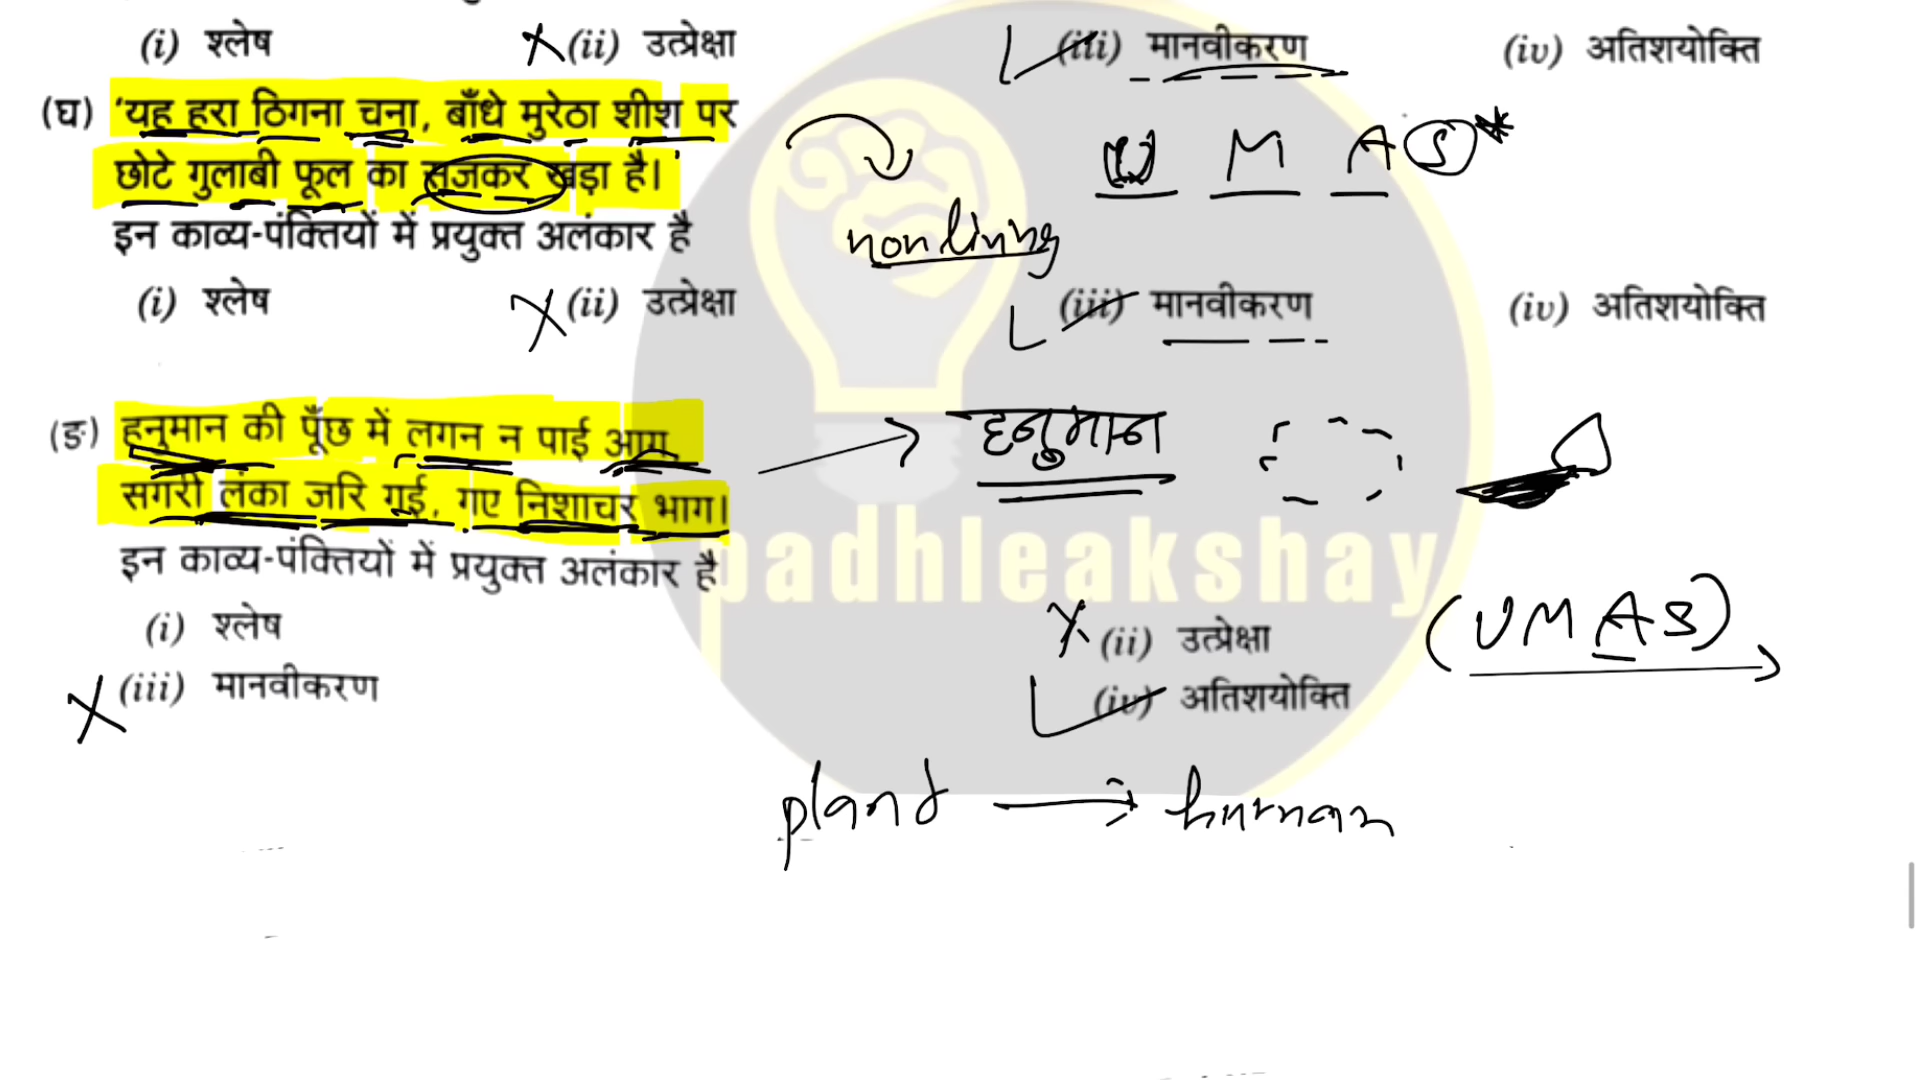 (i) श्लेष (ii) उत्प्रेक्षा (iii) मानवीकरण (iv) अतिशयोक्ति
(घ) 'यह हरा ठिगना चना, बाँधे मुरेठा शीश पर
छोटे गुलाबी फूल का सजकर खड़ा है।'
U M A S*
इन काव्य-पंक्तियों में प्रयुक्त अलंकार है
non living
(i) श्लेष (ii) उत्प्रेक्षा (iii) मानवीकरण (iv) अतिशयोक्ति
(ङ) हनुमान की पूँछ में लगन न पाई आग
हनुमान
सगरी लंका जरि गई, गए निशाचर भाग।
इन काव्य-पंक्तियों में प्रयुक्त अलंकार है
padhleakshay
(i) श्लेष (ii) उत्प्रेक्षा
(UMAS)
(iii) मानवीकरण (iv) अतिशयोक्ति
plant → human